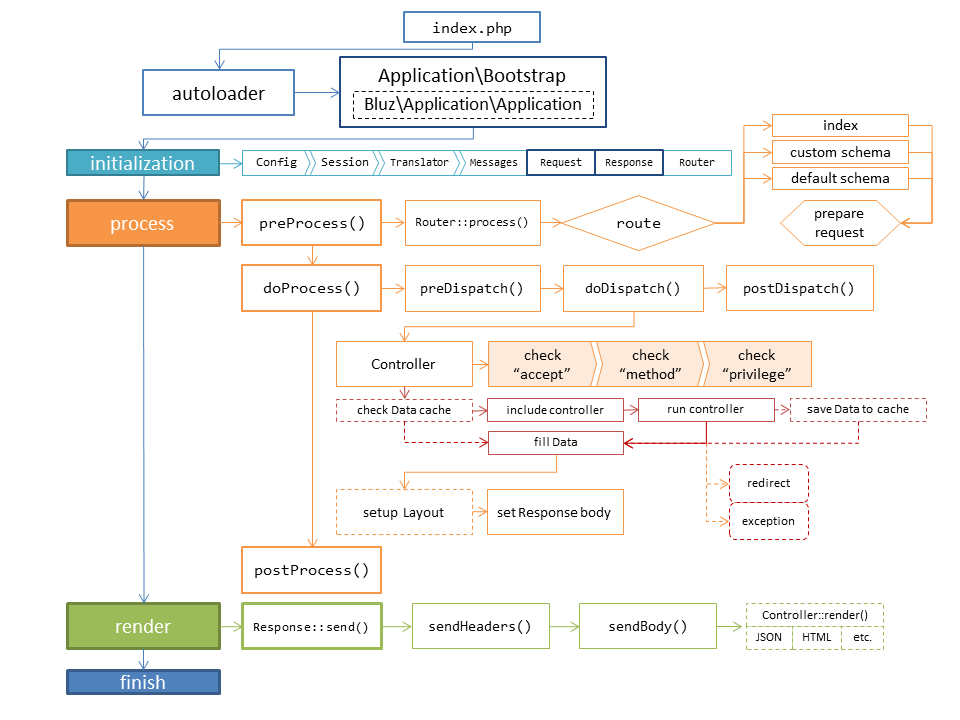 index.php
autoloader
Application\Bootstrap
Bluz\Application\Application
initialization
Config
Session
Translator
Messages
Request
Response
Router
index
custom schema
default schema
prepare
request
process
preProcess()
Router::process()
route
doProcess()
preDispatch()
doDispatch()
postDispatch()
Controller
check
“accept”
check
“method”
check
“privilege”
check Data cache
include controller
run controller
save Data to cache
fill Data
redirect
exception
setup Layout
set Response body
postProcess()
render
Response::send()
sendHeaders()
sendBody()
Controller::render()
JSON
HTML
etc.
finish